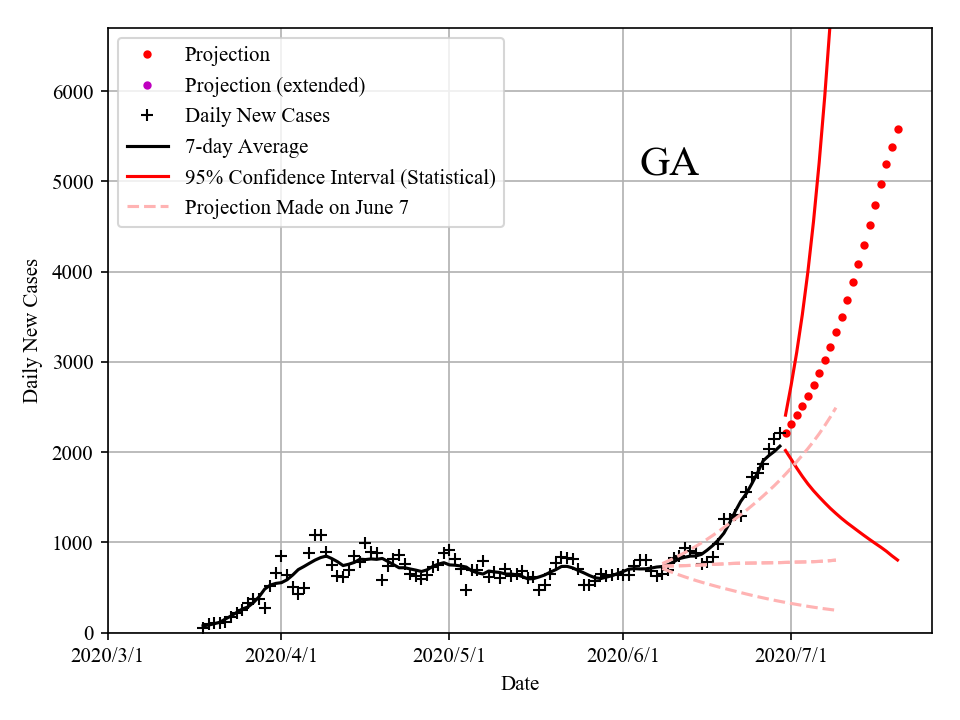 Projection
Projection (extended)
Daily New Cases
7-day Average
95% Confidence Interval (Statistical)
Projection Made on June 7
GA
6000
5000
4000
3000
2000
1000
0
Daily New Cases
2020/3/1 2020/4/1 2020/5/1 2020/6/1 2020/7/1
Date